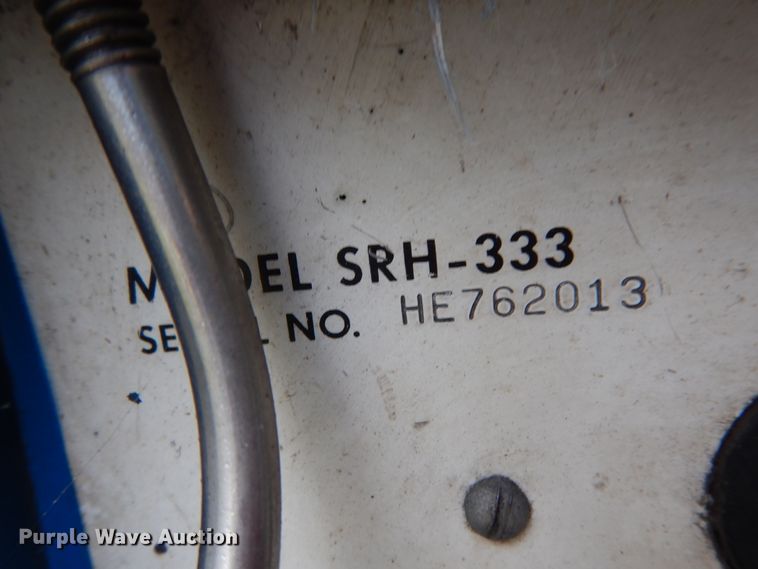 M DEL SRH-333
SE L NO. HE762013
Purple Wave Auction